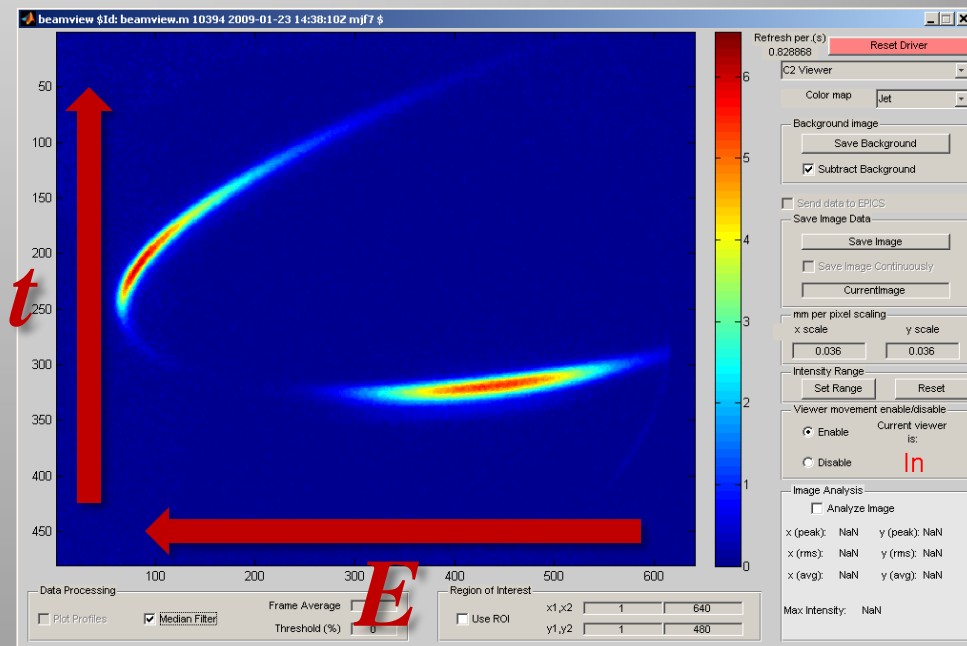 beamview $Id: beamview.m 10394 2009-01-23 14:38:10Z mjf7 $
Refresh per.(s)
0.828868
Reset Driver
C2 Viewer
Color map
Jet
Background image
Save Background
Subtract Background
Send data to EPICS
Save Image Data
Save Image
Save Image Continuously
CurrentImage
mm per pixel scaling
x scale y scale
0.036 0.036
Intensity Range
Set Range Reset
Viewer movement enable/disable
Enable
Current viewer
is:
Disable
In
Image Analysis
Analyze Image
x (peak): NaN y (peak): NaN
x (rms): NaN y (rms): NaN
x (avg): NaN y (avg): NaN
Max Intensity: NaN
50
100
150
200
250
300
350
400
450
t
100 200 300 400 500 600
E
6
5
4
3
2
1
0
Data Processing
Plot Profiles
Median Filter
Frame Average
Threshold (%) 0
Region of Interest
Use ROI
x1,x2 1 640
y1,y2 1 480